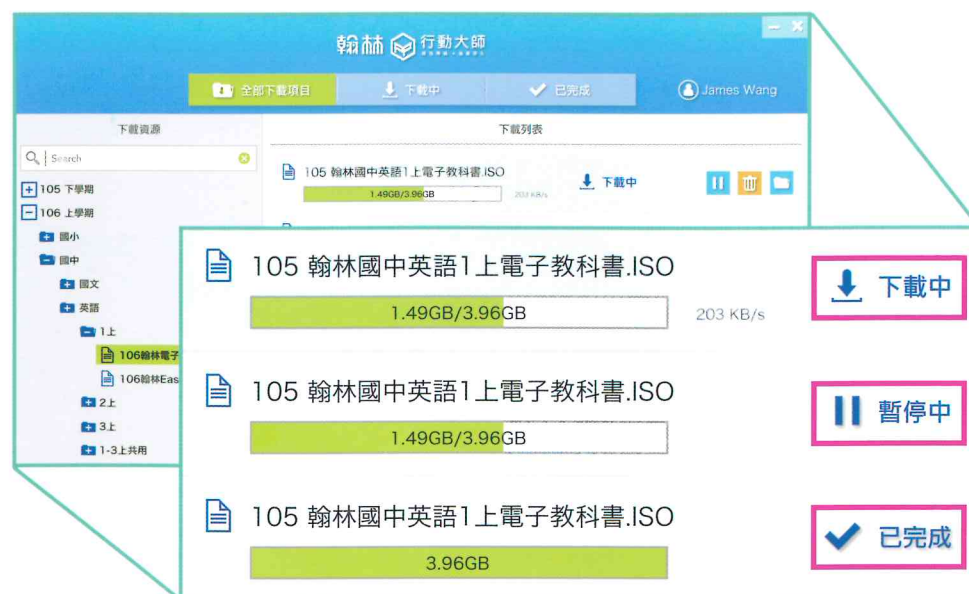 翰林 行動大師
全部下載項目 下載中 已完成 James Wang
下載資源
下載列表
Search
105 下學期
106 上學期
國小
國中
國文
英語
1上
106翰林電子
106翰林Eas
2上
3上
1-3上共用
105 翰林國中英語1上電子教科書.ISO
1.49GB/3.96GB 203 KB/s 下載中
105 翰林國中英語1上電子教科書.ISO
1.49GB/3.96GB 203 KB/s 下載中
105 翰林國中英語1上電子教科書.ISO
1.49GB/3.96GB 暫停中
105 翰林國中英語1上電子教科書.ISO
3.96GB 已完成